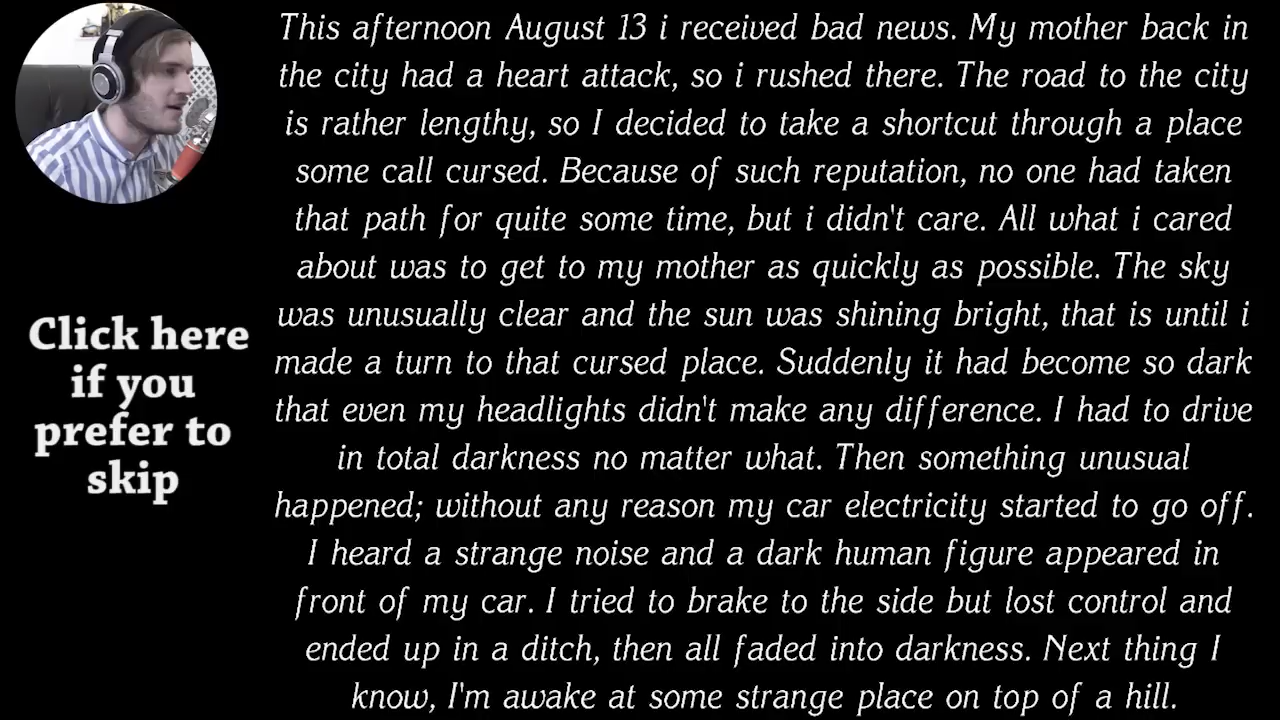 This afternoon August 13 i received bad news. My mother back in
the city had a heart attack, so i rushed there. The road to the city
is rather lengthy, so I decided to take a shortcut through a place
some call cursed. Because of such reputation, no one had taken
that path for quite some time, but i didn't care. All what i cared
about was to get to my mother as quickly as possible. The sky
was unusually clear and the sun was shining bright, that is until i
made a turn to that cursed place. Suddenly it had become so dark
that even my headlights didn't make any difference. I had to drive
in total darkness no matter what. Then something unusual
happened; without any reason my car electricity started to go off.
I heard a strange noise and a dark human figure appeared in
front of my car. I tried to brake to the side but lost control and
ended up in a ditch, then all faded into darkness. Next thing I
know, I'm awake at some strange place on top of a hill.
Click here
if you
prefer to
skip